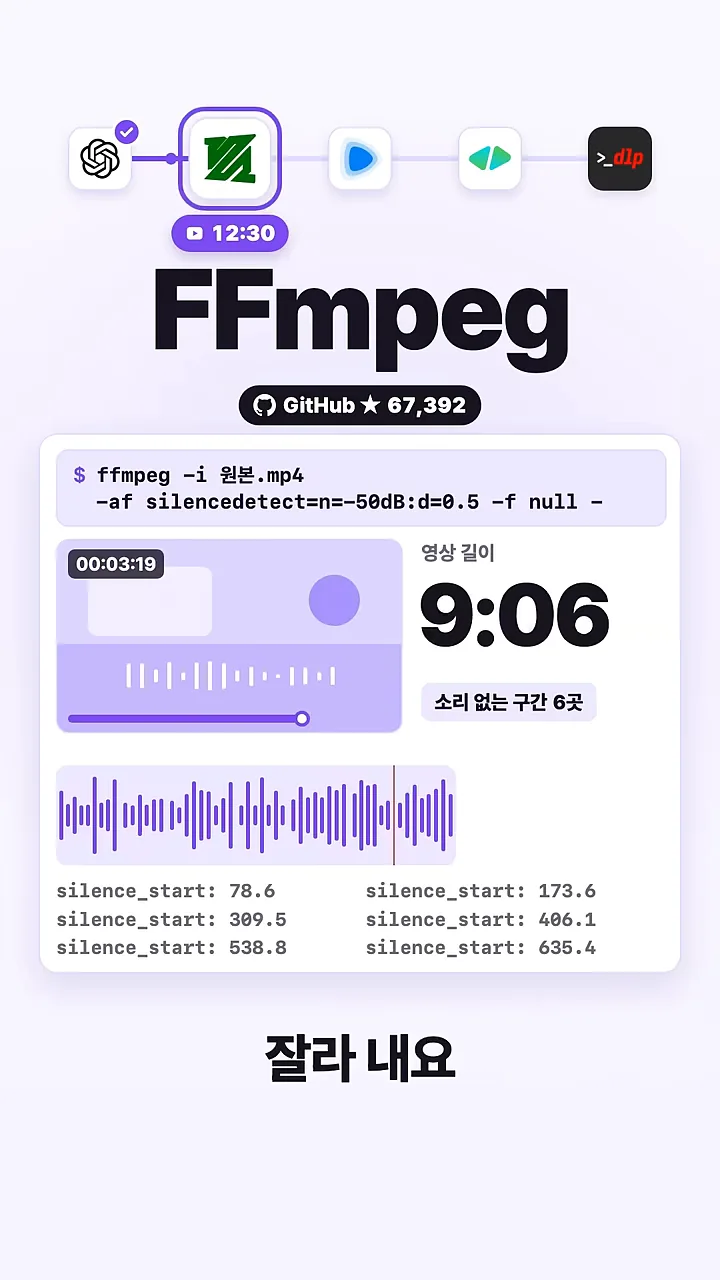 >_dlp
12:30
FFmpeg
GitHub ★ 67,392
$ ffmpeg -i 원본.mp4
-af silencedetect=n=-50dB:d=0.5 -f null -
00:03:19
영상 길이
9:06
소리 없는 구간 6곳
silence_start: 78.6 silence_start: 173.6
silence_start: 309.5 silence_start: 406.1
silence_start: 538.8 silence_start: 635.4
잘라 내요